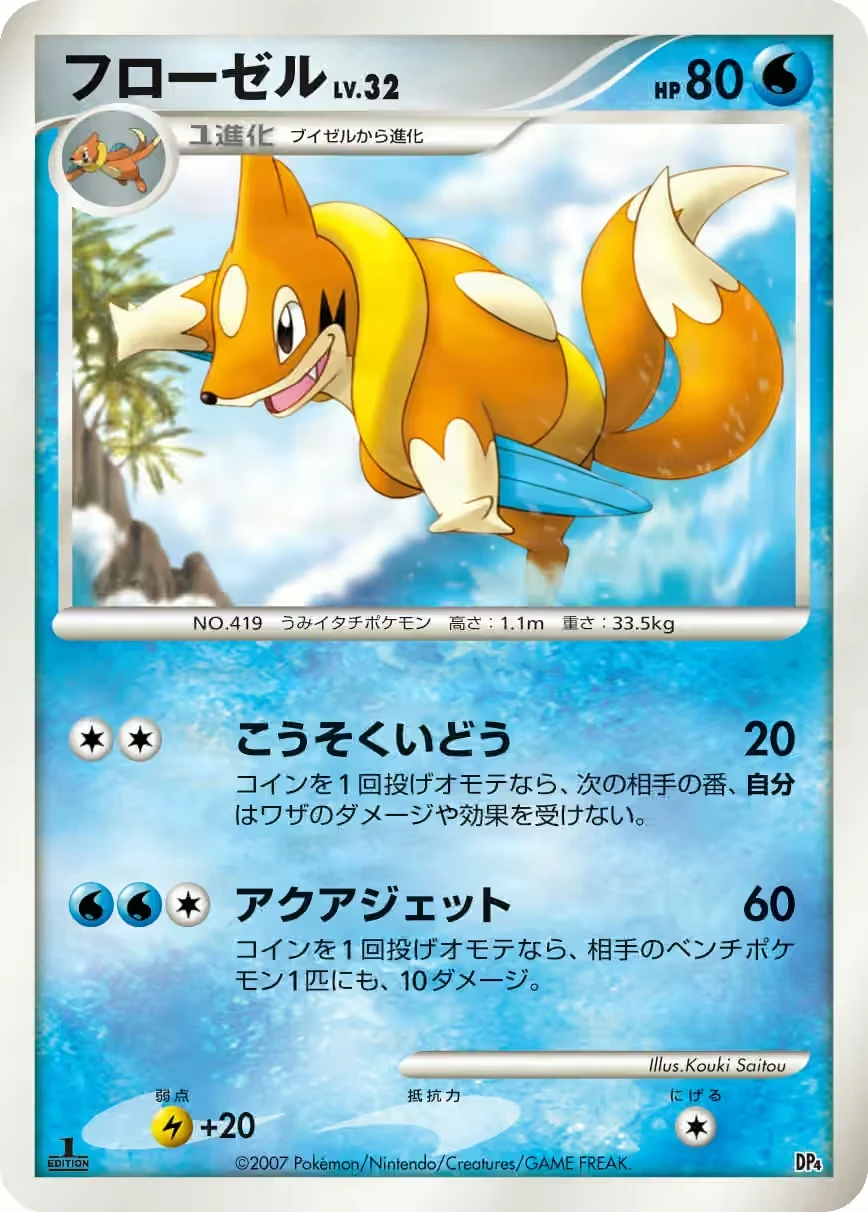 フローゼル LV.32 HP 80
1進化 ブイゼルから進化
NO.419 うみイタチポケモン 高さ:1.1m 重さ:33.5kg
こうそくいどう 20
コインを1回投げオモテなら、次の相手の番、自分
はワザのダメージや効果を受けない。
アクアジェット 60
コインを1回投げオモテなら、相手のベンチポケ
モン1匹にも、10ダメージ。
Illus.Kouki Saitou
弱点 抵抗力 にげる
+20
1 EDITION
©2007 Pokémon/Nintendo/Creatures/GAME FREAK.
DP4